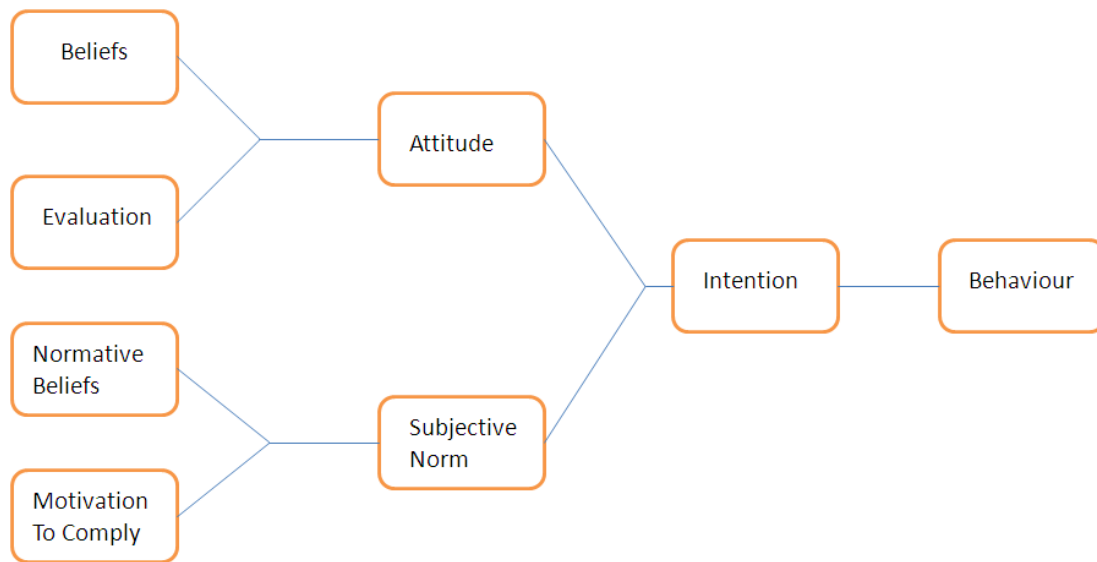 Beliefs
Evaluation
Normative
Beliefs
Motivation
To Comply
Attitude
Subjective
Norm
Intention
Behaviour